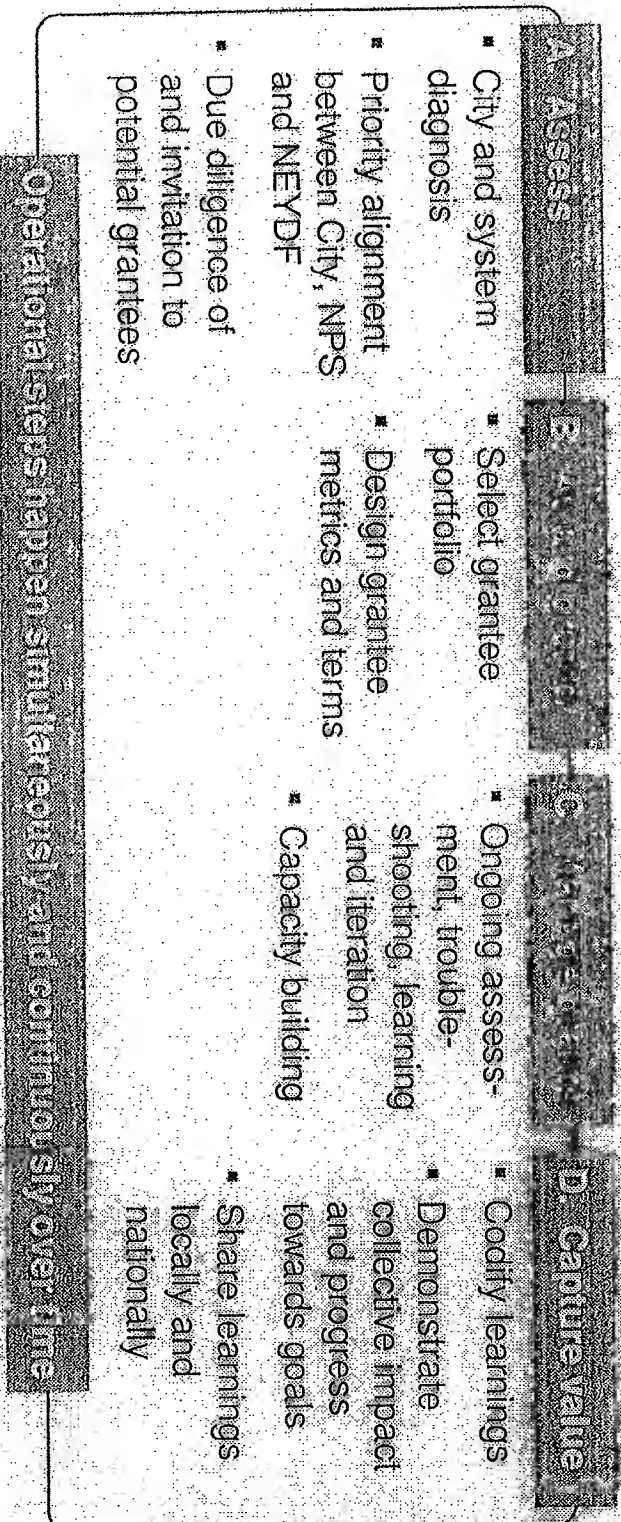 A Assess
▪ City and system
diagnosis
▪ Priority alignment
between City, NPS
and NEYDF
▪ Due diligence of
and invitation to
potential grantees
B
▪ Select grantee
portfolio
▪ Design grantee
metrics and terms
C
▪ Ongoing assess-
ment, trouble-
shooting, learning
and iteration
▪ Capacity building
D Capture value
▪ Codify learnings
▪ Demonstrate
collective impact
and progress
towards goals
▪ Share learnings
locally and
nationally
Operational steps happen simultaneously and continuously over time